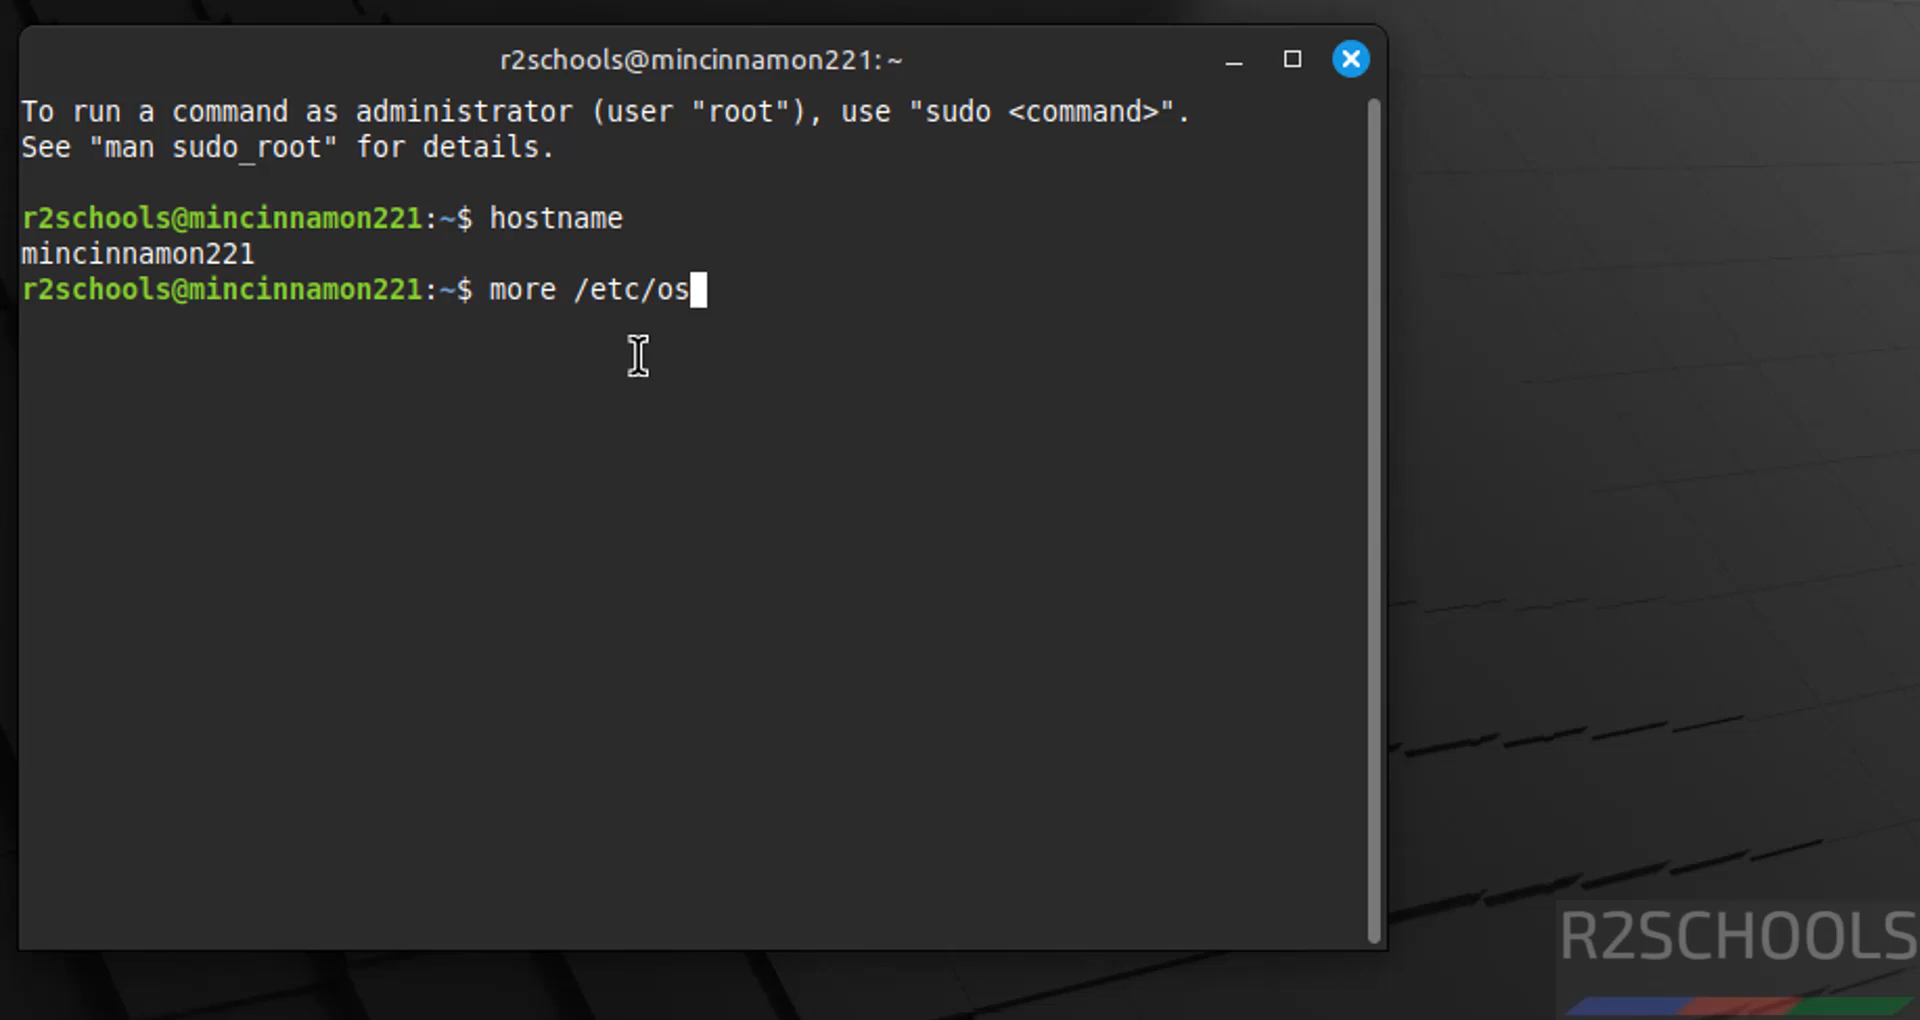 r2schools@mincinnamon221: ~
To run a command as administrator (user "root"), use "sudo <command>".
See "man sudo_root" for details.
r2schools@mincinnamon221:~$ hostname
mincinnamon221
r2schools@mincinnamon221:~$ more /etc/os
R2SCHOOLS